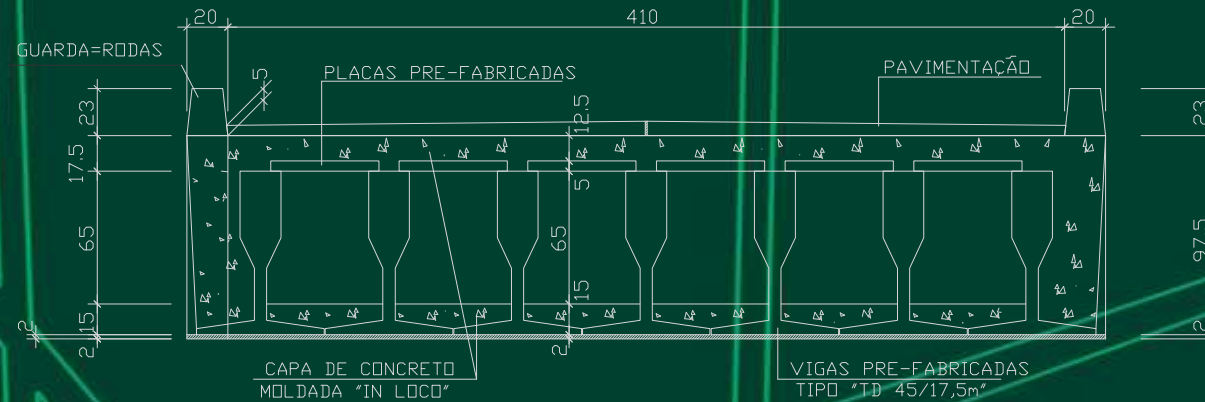 20
410
20
GUARDA=RODAS
5
PLACAS PRE-FABRICADAS
PAVIMENTAÇÃO
23
12.5
23
17.5
5
65
65
97.5
15
15
2
2
2
2
CAPA DE CONCRETO
MOLDADA "IN LOCO"
VIGAS PRE-FABRICADAS
TIPO "TD 45/17,5m"